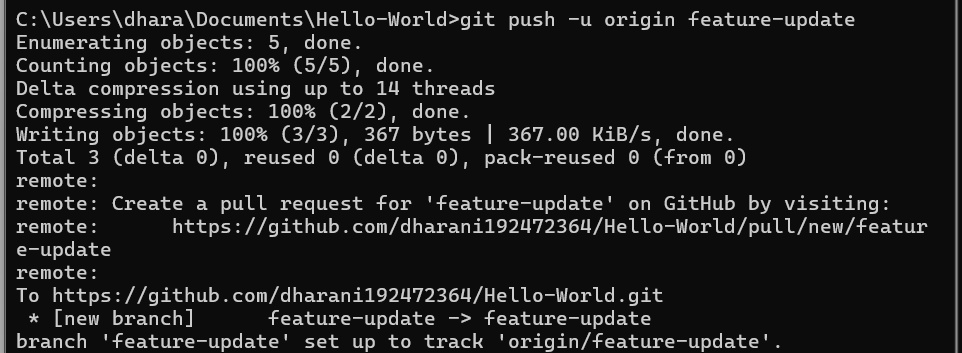 C:\Users\dhara\Documents\Hello-World>git push -u origin feature-update
Enumerating objects: 5, done.
Counting objects: 100% (5/5), done.
Delta compression using up to 14 threads
Compressing objects: 100% (2/2), done.
Writing objects: 100% (3/3), 367 bytes | 367.00 KiB/s, done.
Total 3 (delta 0), reused 0 (delta 0), pack-reused 0 (from 0)
remote:
remote: Create a pull request for 'feature-update' on GitHub by visiting:
remote:      https://github.com/dharani192472364/Hello-World/pull/new/featur
e-update
remote:
To https://github.com/dharani192472364/Hello-World.git
 * [new branch]      feature-update -> feature-update
branch 'feature-update' set up to track 'origin/feature-update'.